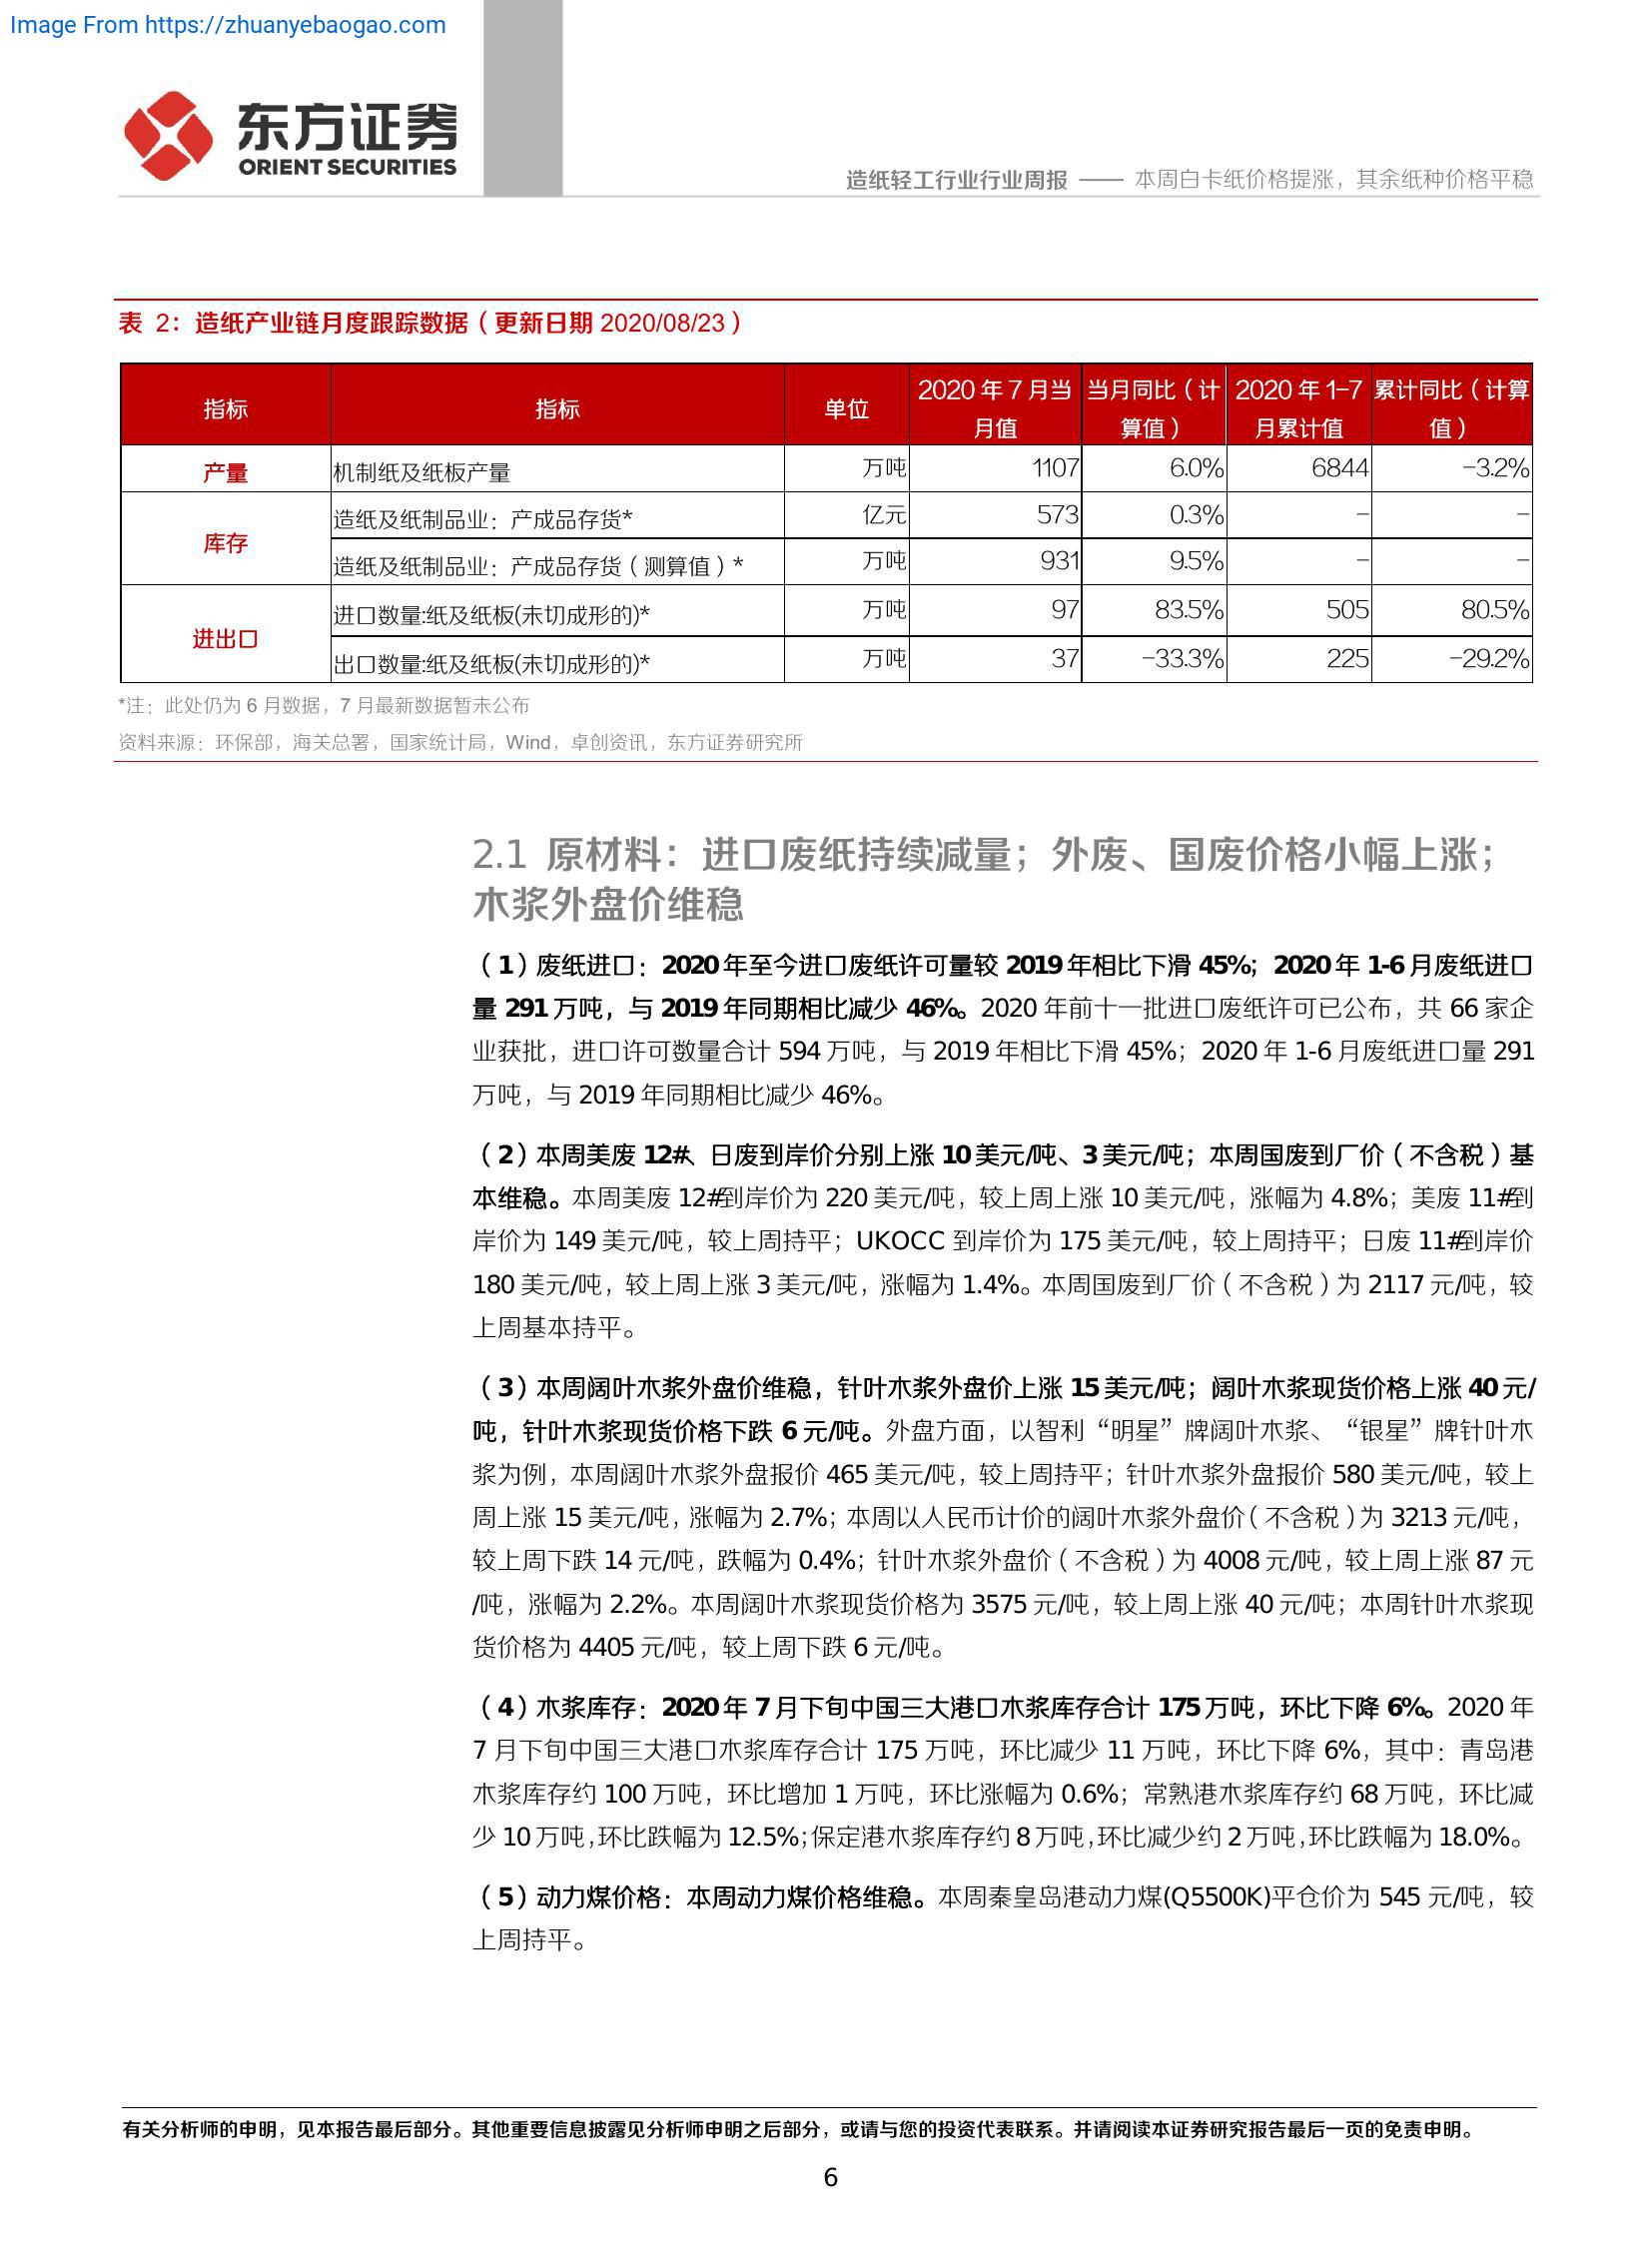 Image From https://zhuanyebaogao.com
东方证券
ORIENT SECURITIES
造纸轻工行业行业周报 —— 本周白卡纸价格提涨，其余纸种价格平稳
表 2：造纸产业链月度跟踪数据（更新日期 2020/08/23）
指标 指标 单位 2020 年 7 月当月值 当月同比（计算值） 2020 年 1-7 月累计值 累计同比（计算值）
产量 机制纸及纸板产量 万吨 1107 6.0% 6844 -3.2%
库存 造纸及纸制品业：产成品存货* 亿元 573 0.3% - -
造纸及纸制品业：产成品存货（测算值）* 万吨 931 9.5% - -
进出口 进口数量:纸及纸板(未切成形的)* 万吨 97 83.5% 505 80.5%
出口数量:纸及纸板(未切成形的)* 万吨 37 -33.3% 225 -29.2%
*注：此处仍为 6 月数据，7 月最新数据暂未公布
资料来源：环保部，海关总署，国家统计局，Wind，卓创资讯，东方证券研究所
2.1 原材料：进口废纸持续减量；外废、国废价格小幅上涨；
木浆外盘价维稳
（1）废纸进口：2020 年至今进口废纸许可量较 2019 年相比下滑 45%；2020 年 1-6 月废纸进口
量 291 万吨，与 2019 年同期相比减少 46%。2020 年前十一批进口废纸许可已公布，共 66 家企
业获批，进口许可数量合计 594 万吨，与 2019 年相比下滑 45%；2020 年 1-6 月废纸进口量 291
万吨，与 2019 年同期相比减少 46%。
（2）本周美废 12#、日废到岸价分别上涨 10 美元/吨、3 美元/吨；本周国废到厂价（不含税）基
本维稳。本周美废 12#到岸价为 220 美元/吨，较上周上涨 10 美元/吨，涨幅为 4.8%；美废 11#到
岸价为 149 美元/吨，较上周持平；UKOCC 到岸价为 175 美元/吨，较上周持平；日废 11#到岸价
180 美元/吨，较上周上涨 3 美元/吨，涨幅为 1.4%。本周国废到厂价（不含税）为 2117 元/吨，较
上周基本持平。
（3）本周阔叶木浆外盘价维稳，针叶木浆外盘价上涨 15 美元/吨；阔叶木浆现货价格上涨 40 元/
吨，针叶木浆现货价格下跌 6 元/吨。外盘方面，以智利“明星”牌阔叶木浆、“银星”牌针叶木
浆为例，本周阔叶木浆外盘报价 465 美元/吨，较上周持平；针叶木浆外盘报价 580 美元/吨，较上
周上涨 15 美元/吨，涨幅为 2.7%；本周以人民币计价的阔叶木浆外盘价（不含税）为 3213 元/吨，
较上周下跌 14 元/吨，跌幅为 0.4%；针叶木浆外盘价（不含税）为 4008 元/吨，较上周上涨 87 元
/吨，涨幅为 2.2%。本周阔叶木浆现货价格为 3575 元/吨，较上周上涨 40 元/吨；本周针叶木浆现
货价格为 4405 元/吨，较上周下跌 6 元/吨。
（4）木浆库存：2020 年 7 月下旬中国三大港口木浆库存合计 175 万吨，环比下降 6%。2020 年
7 月下旬中国三大港口木浆库存合计 175 万吨，环比减少 11 万吨，环比下降 6%，其中：青岛港
木浆库存约 100 万吨，环比增加 1 万吨，环比涨幅为 0.6%；常熟港木浆库存约 68 万吨，环比减
少 10 万吨，环比跌幅为 12.5%；保定港木浆库存约 8 万吨，环比减少约 2 万吨，环比跌幅为 18.0%。
（5）动力煤价格：本周动力煤价格维稳。本周秦皇岛港动力煤(Q5500K)平仓价为 545 元/吨，较
上周持平。
有关分析师的申明，见本报告最后部分。其他重要信息披露见分析师申明之后部分，或请与您的投资代表联系。并请阅读本证券研究报告最后一页的免责申明。
6